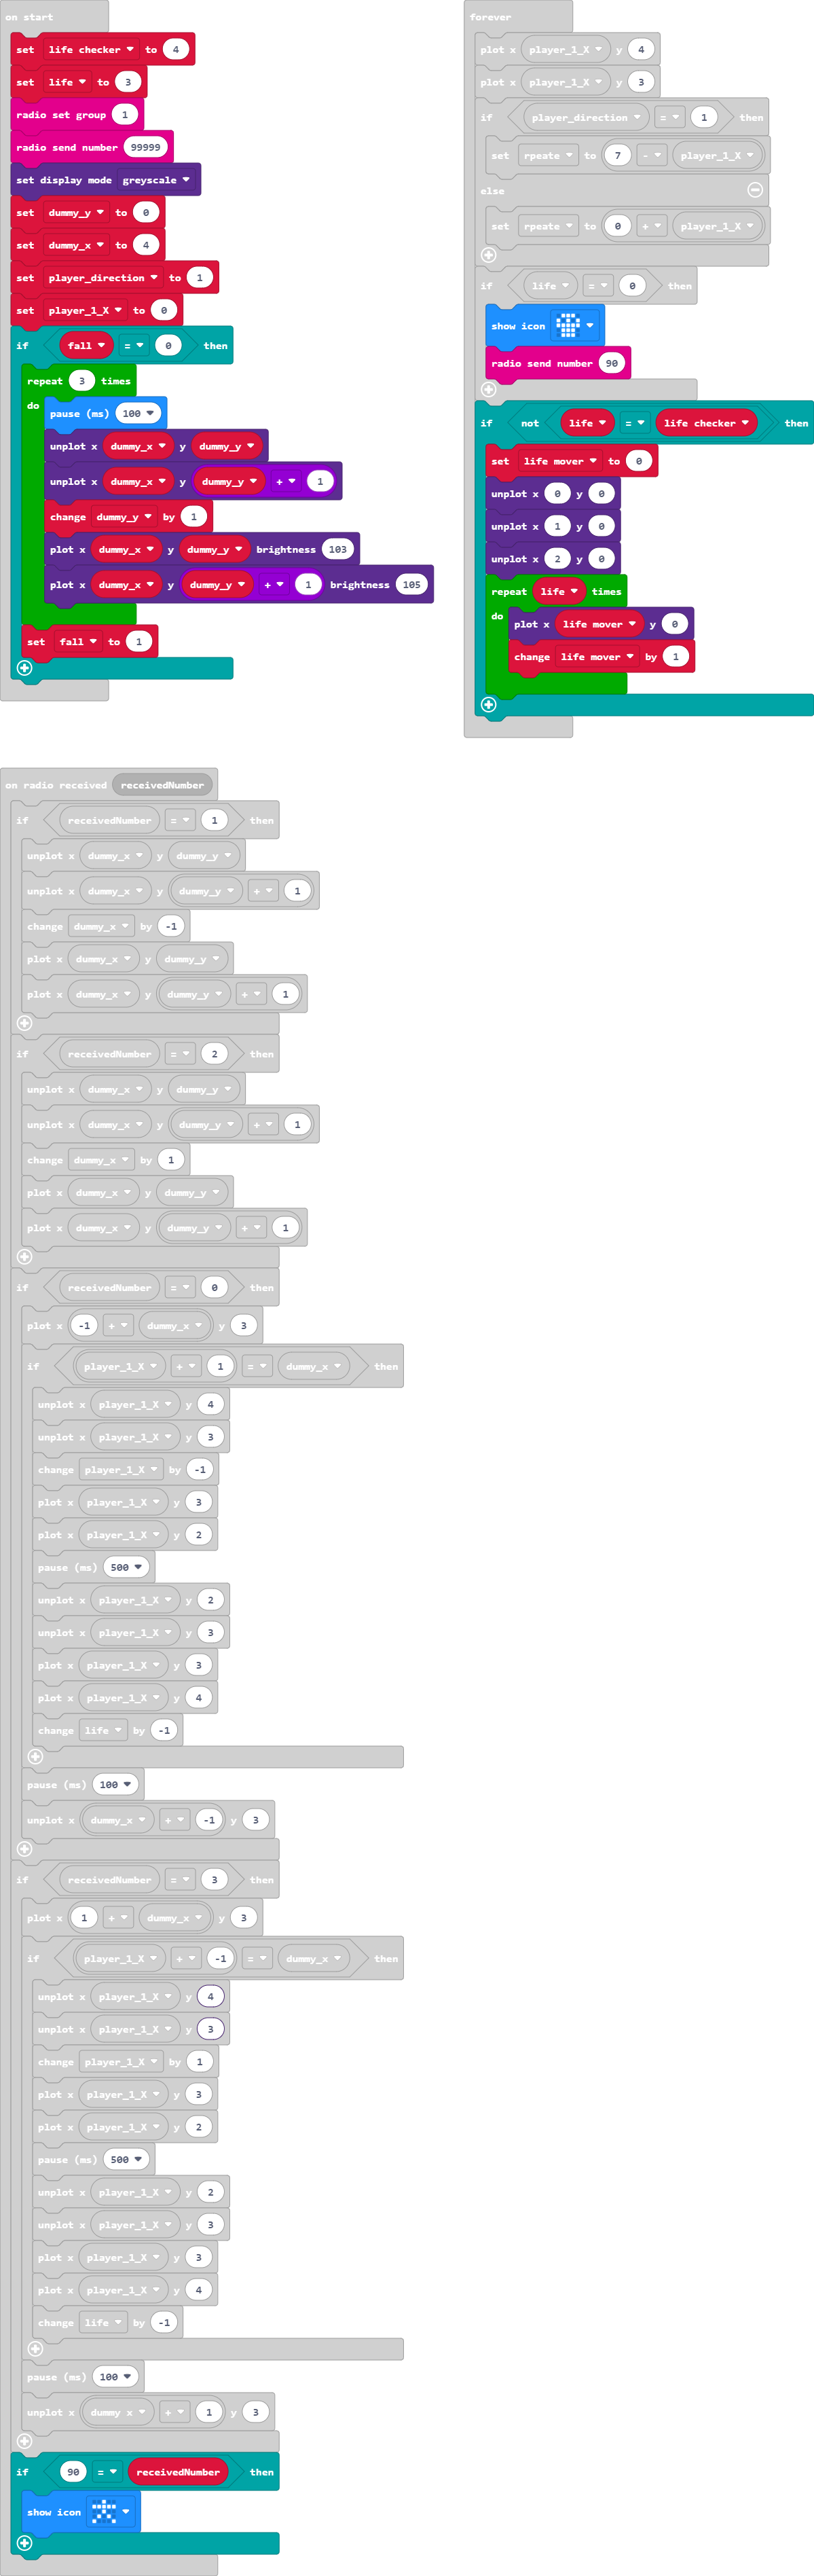 on start
set life checker to 4
set life to 3
radio set group 1
radio send number 99999
set display mode greyscale
set dummy_y to 0
set dummy_x to 4
set player_direction to 1
set player_1_X to 0
if fall = 0 then
repeat 3 times
do pause (ms) 100
unplot x dummy_x y dummy_y
unplot x dummy_x y dummy_y + 1
change dummy_y by 1
plot x dummy_x y dummy_y brightness 103
plot x dummy_x y dummy_y + 1 brightness 105
set fall to 1
forever
plot x player_1_X y 4
plot x player_1_X y 3
if player_direction = 1 then
set rpeate to 7 - player_1_X
else
set rpeate to 0 + player_1_X
if life = 0 then
show icon
radio send number 90
if not life = life checker then
set life mover to 0
unplot x 0 y 0
unplot x 1 y 0
unplot x 2 y 0
repeat life times
do plot x life mover y 0
change life mover by 1
on radio received receivedNumber
if receivedNumber = 1 then
unplot x dummy_x y dummy_y
unplot x dummy_x y dummy_y + 1
change dummy_x by -1
plot x dummy_x y dummy_y
plot x dummy_x y dummy_y + 1
if receivedNumber = 2 then
unplot x dummy_x y dummy_y
unplot x dummy_x y dummy_y + 1
change dummy_x by 1
plot x dummy_x y dummy_y
plot x dummy_x y dummy_y + 1
if receivedNumber = 0 then
plot x -1 + dummy_x y 3
if player_1_X + 1 = dummy_x then
unplot x player_1_X y 4
unplot x player_1_X y 3
change player_1_X by -1
plot x player_1_X y 3
plot x player_1_X y 2
pause (ms) 500
unplot x player_1_X y 2
unplot x player_1_X y 3
plot x player_1_X y 3
plot x player_1_X y 4
change life by -1
pause (ms) 100
unplot x dummy_x + -1 y 3
if receivedNumber = 3 then
plot x 1 + dummy_x y 3
if player_1_X + -1 = dummy_x then
unplot x player_1_X y 4
unplot x player_1_X y 3
change player_1_X by 1
plot x player_1_X y 3
plot x player_1_X y 2
pause (ms) 500
unplot x player_1_X y 2
unplot x player_1_X y 3
plot x player_1_X y 3
plot x player_1_X y 4
change life by -1
pause (ms) 100
unplot x dummy_x + 1 y 3
if 90 = receivedNumber then
show icon